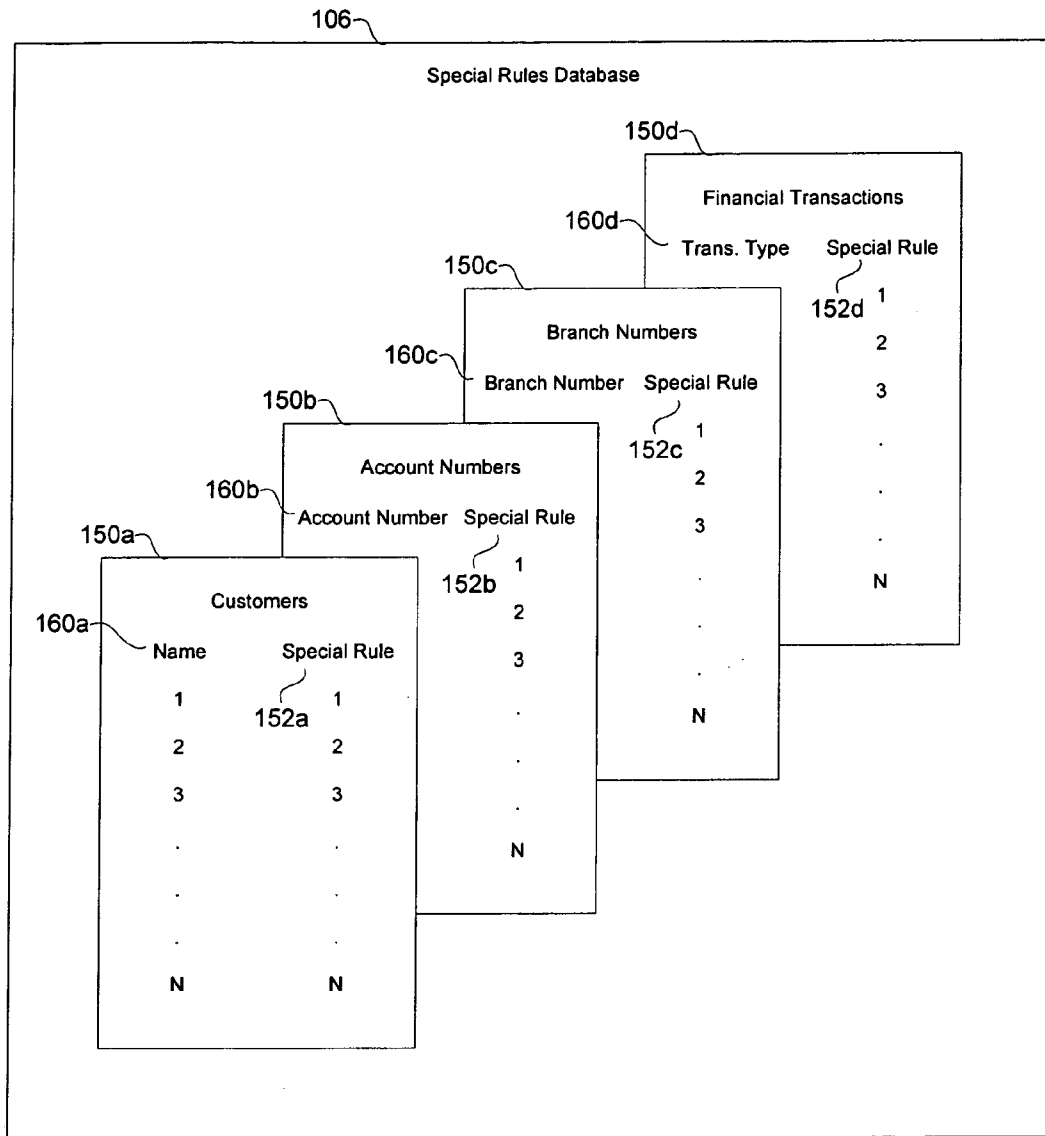 106
Special Rules Database
150d
Financial Transactions
160d
Trans. Type Special Rule
152d
1
2
3
.
.
.
N
150c
Branch Numbers
160c
Branch Number Special Rule
152c
1
2
3
.
.
.
N
150b
Account Numbers
160b
Account Number Special Rule
152b
1
2
3
.
.
.
N
150a
Customers
160a
Name Special Rule
152a
1 1
2 2
3 3
. .
. .
. .
N N